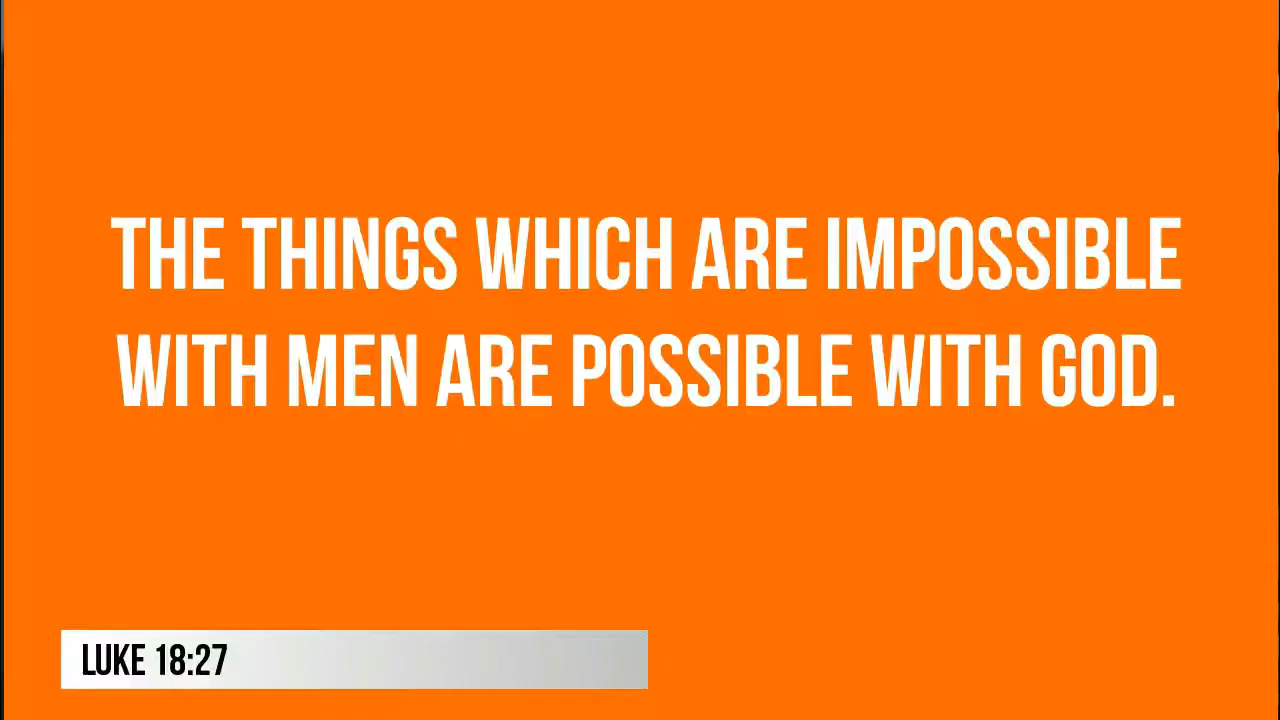 THE THINGS WHICH ARE IMPOSSIBLE
WITH MEN ARE POSSIBLE WITH GOD.
LUKE 18:27